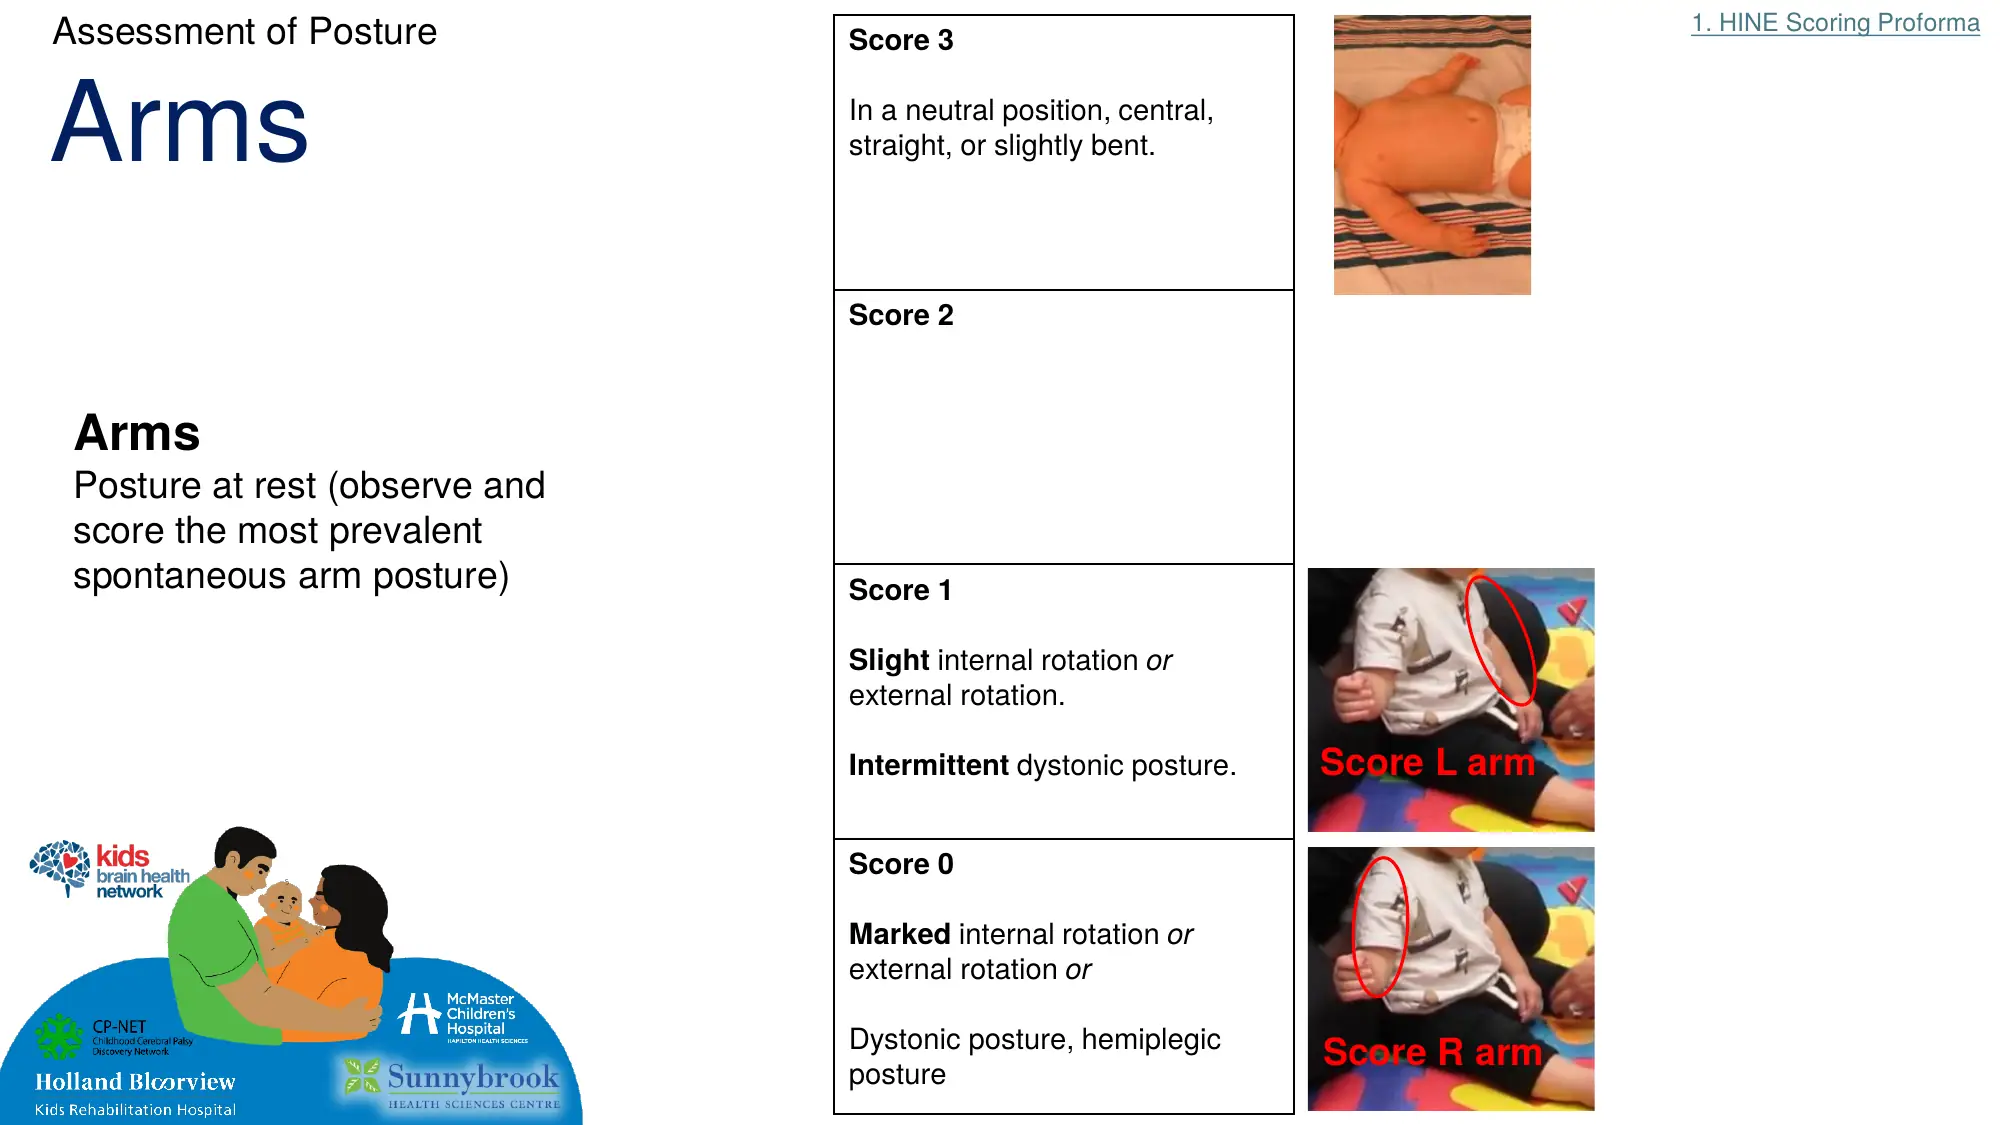 Assessment of Posture
Arms
1. HINE Scoring Proforma
Arms
Posture at rest (observe and
score the most prevalent
spontaneous arm posture)
Score 3
In a neutral position, central,
straight, or slightly bent.
Score 2
Score 1
Slight internal rotation or
external rotation.
Intermittent dystonic posture.
Score L arm
Score 0
Marked internal rotation or
external rotation or
Dystonic posture, hemiplegic
posture
Score R arm
kids
brain health
network
CP-NET
Childhood Cerebral Palsy
Discovery Network
McMaster
Children's
Hospital
HAMILTON HEALTH SCIENCES
Holland Bloorview
Kids Rehabilitation Hospital
Sunnybrook
HEALTH SCIENCES CENTRE